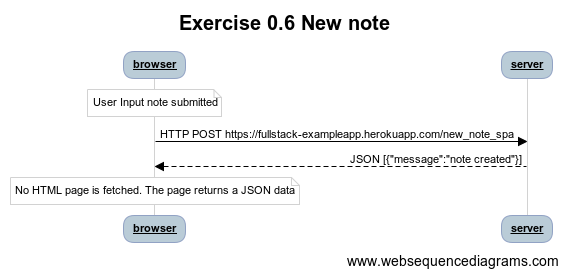 Exercise 0.6 New note
browser
server
User Input note submitted
HTTP POST https://fullstack-exampleapp.herokuapp.com/new_note_spa
JSON [{"message":"note created"}]
No HTML page is fetched. The page returns a JSON data
browser
server
www.websequencediagrams.com